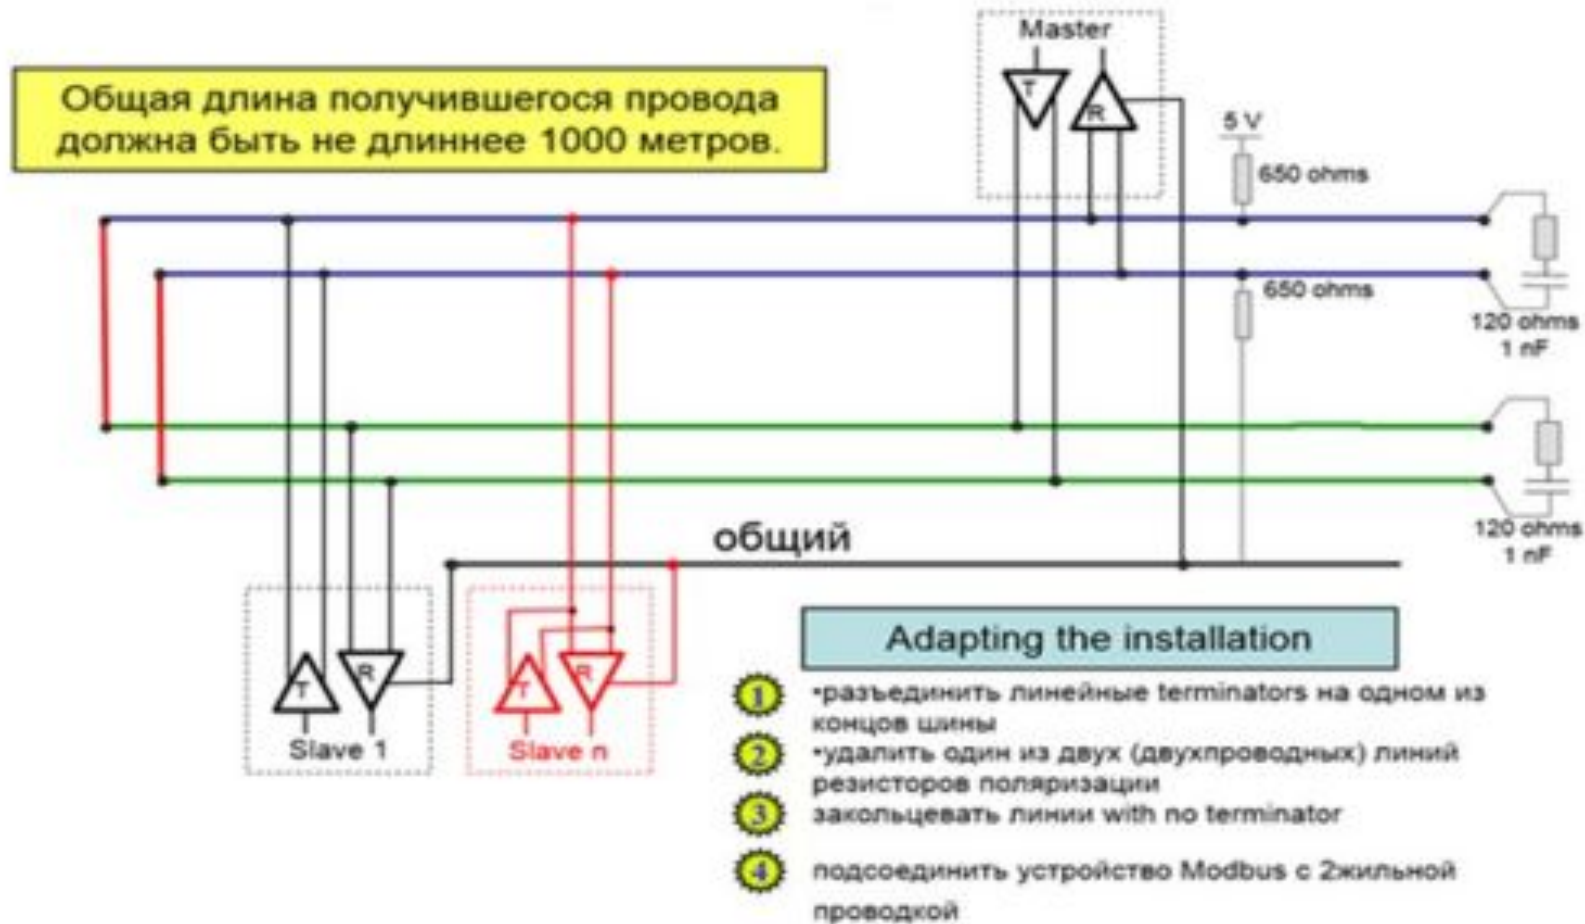 Master
Общая длина получившегося провода
должна быть не длиннее 1000 метров.
T
R
5 V
650 ohms
650 ohms
120 ohms
1 nF
120 ohms
1 nF
общий
T
R
Slave 1
T
R
Slave n
Adapting the installation
1
•разъединить линейные terminators на одном из
концов шины
2
•удалить один из двух (двухпроводных) линий
резисторов поляризации
3
закольцевать линии with no terminator
4
подсоединить устройство Modbus с 2жильной
проводкой